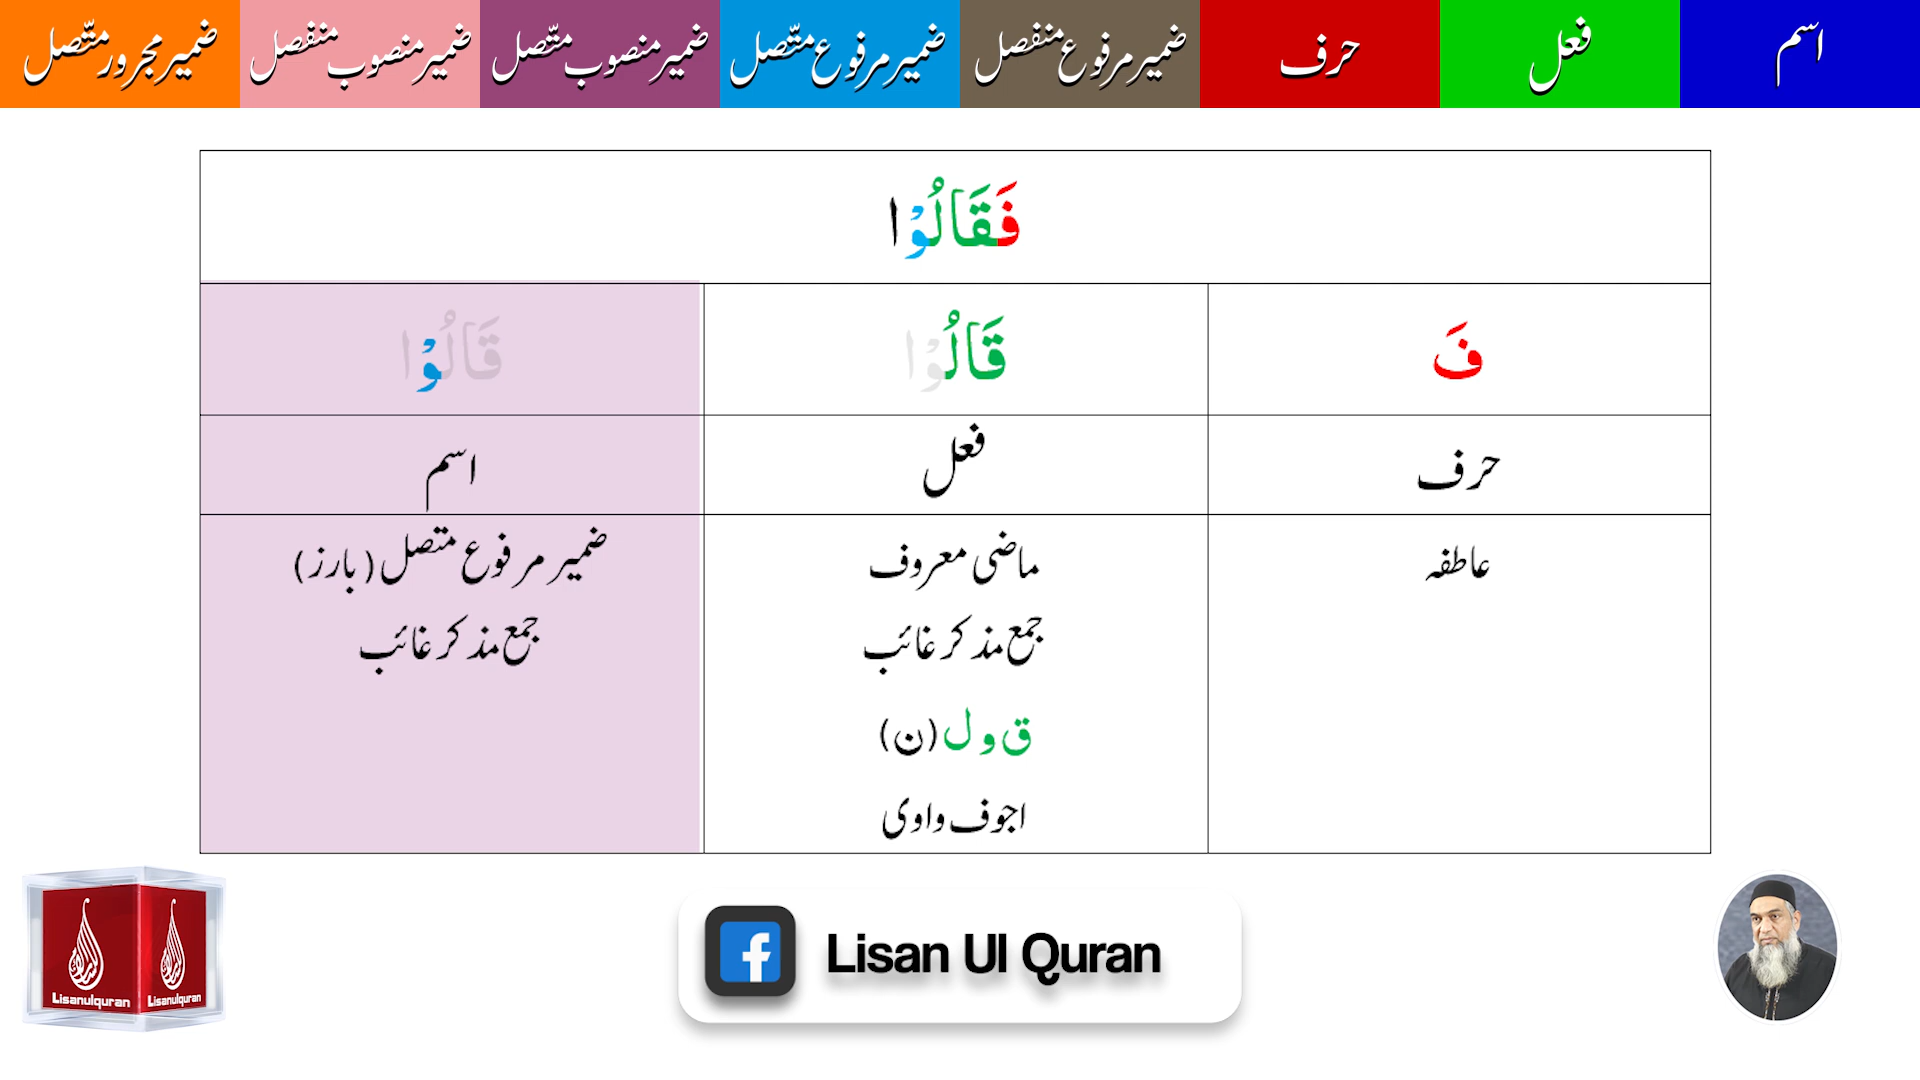 اسم فعل حرف ضمیر مرفوع منفصل ضمیر مرفوع متّصل ضمیر منصوب متّصل ضمیر منصوب منفصل ضمیر مجرور متّصل
فَقَالُوْا
فَ قَالُوْا قَالُوْا
حرف فعل اسم
عاطفہ ماضی معروف ضمیر مرفوع متصل (بارز)
جمع مذکر غائب جمع مذکر غائب
ق و ل (ن)
اجوف واوی
Lisan Ul Quran
Lisanulquran Lisanulquran